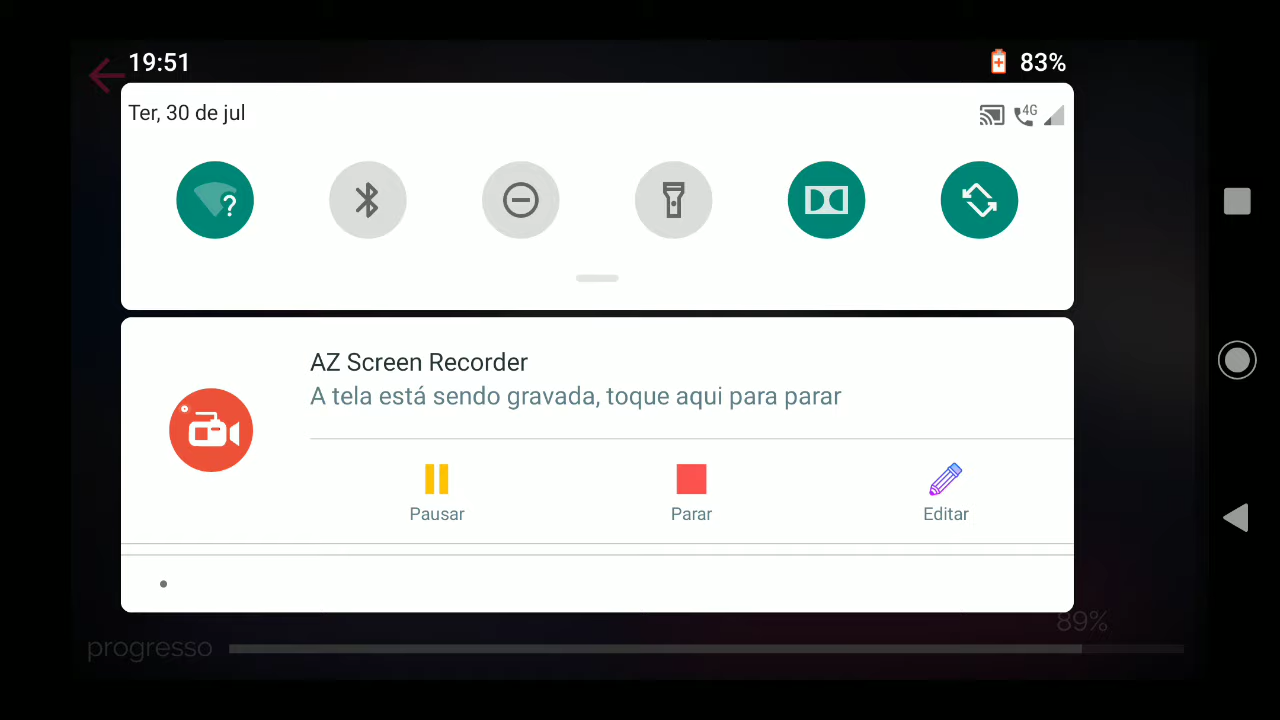 19:51
83%
Ter, 30 de jul
4G
?
AZ Screen Recorder
A tela está sendo gravada, toque aqui para parar
Pausar
Parar
Editar
89%
progresso